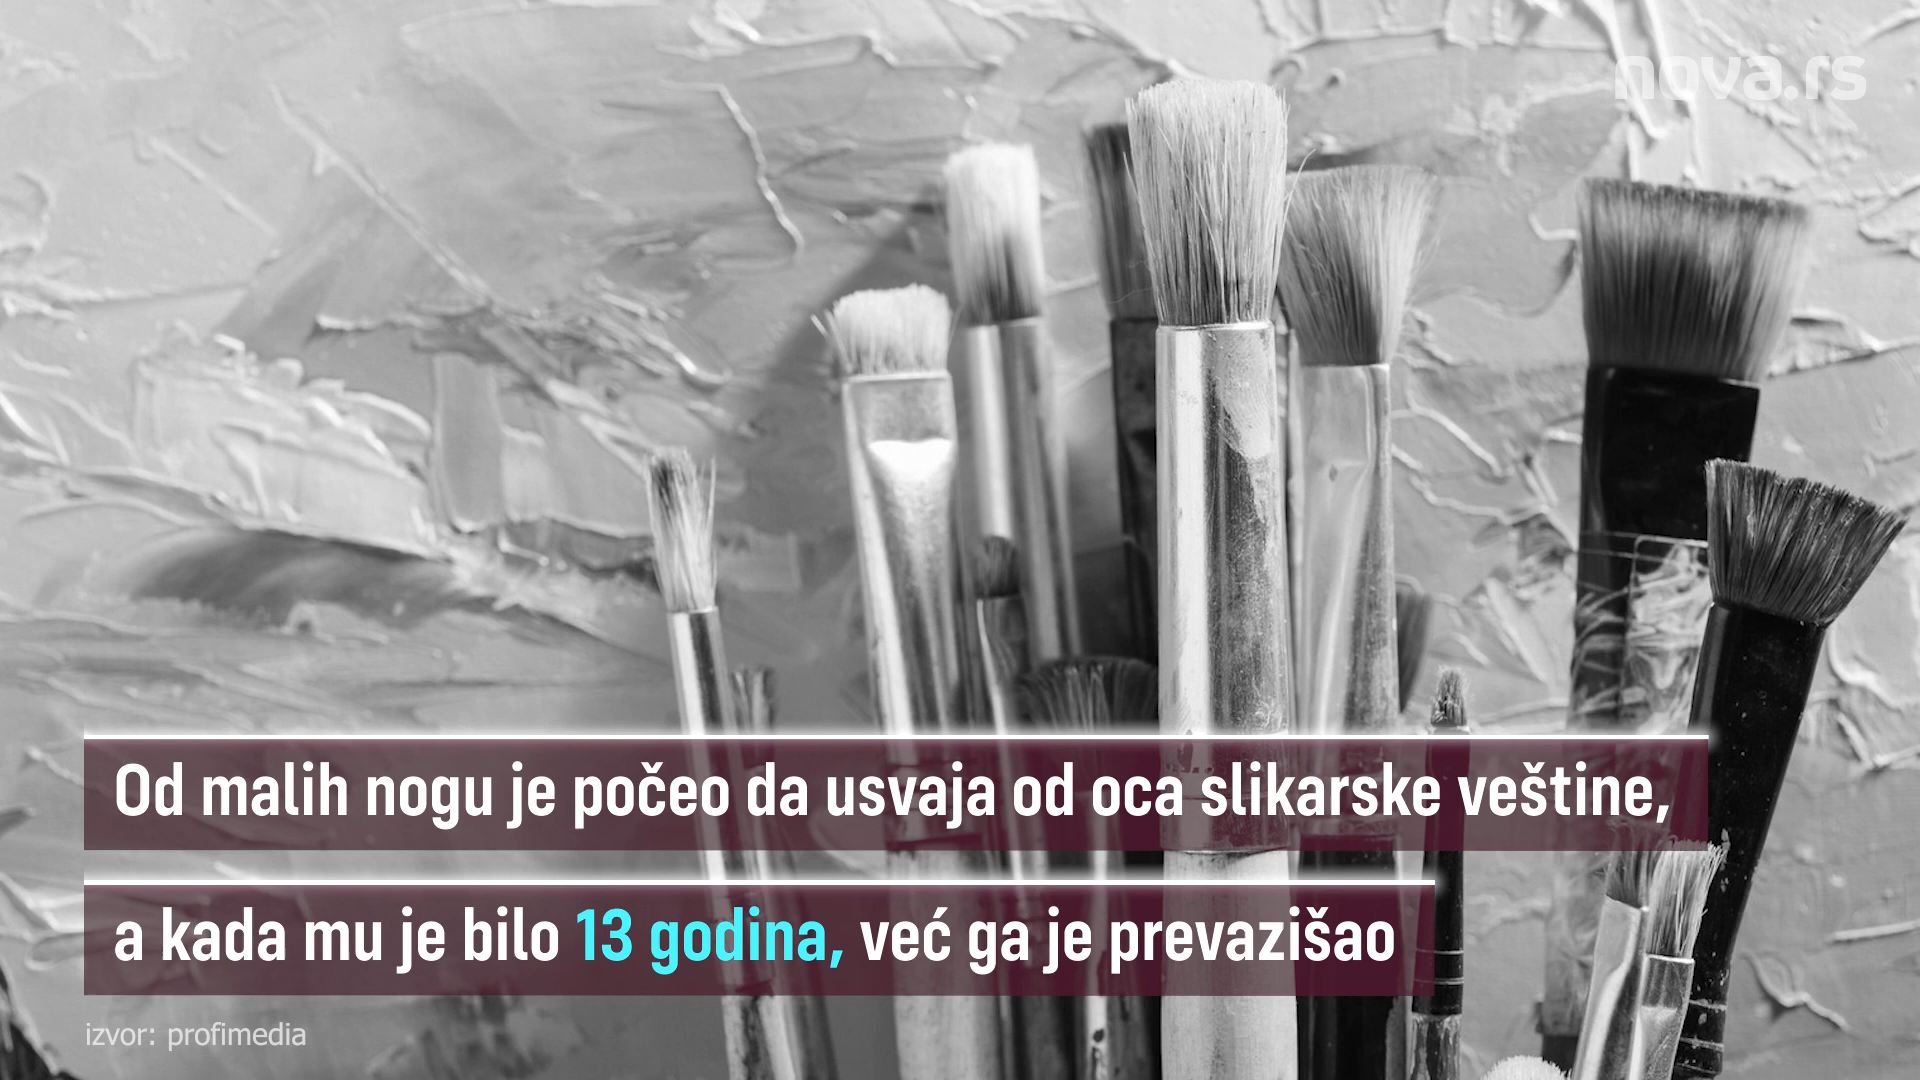 nova.rs
Od malih nogu je počeo da usvaja od oca slikarske veštine,
a kada mu je bilo 13 godina, već ga je prevazišao
izvor: profimedia